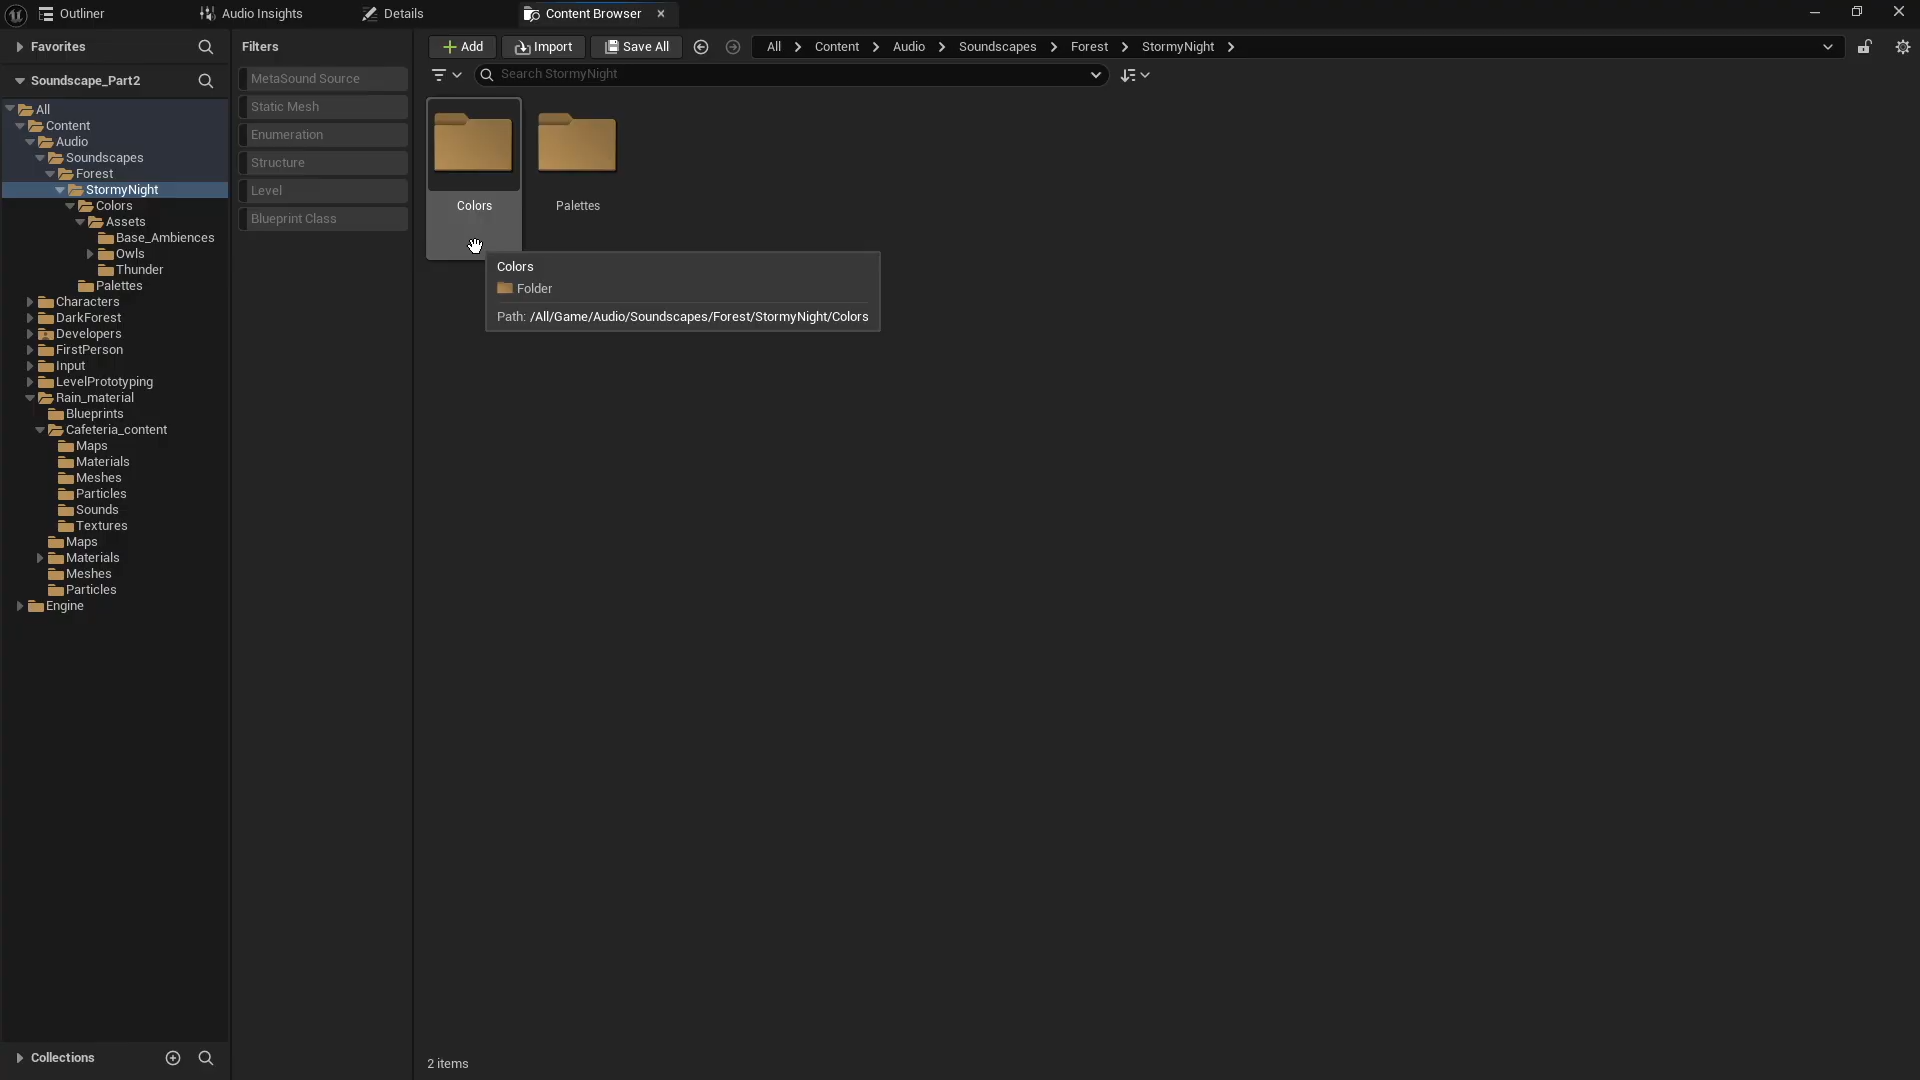 Outliner
Audio Insights
Details
Content Browser
Favorites
Filters
Add
Import
Save All
All
Content
Audio
Soundscapes
Forest
StormyNight
Soundscape_Part2
Search StormyNight
MetaSound Source
Static Mesh
Enumeration
Structure
Level
Blueprint Class
All
Content
Audio
Soundscapes
Forest
StormyNight
Colors
Assets
Base_Ambiences
Owls
Thunder
Palettes
Characters
DarkForest
Developers
FirstPerson
Input
LevelPrototyping
Rain_material
Blueprints
Cafeteria_content
Maps
Materials
Meshes
Particles
Sounds
Textures
Maps
Materials
Meshes
Particles
Engine
Colors
Palettes
Colors
Folder
Path: /All/Game/Audio/Soundscapes/Forest/StormyNight/Colors
Collections
2 items